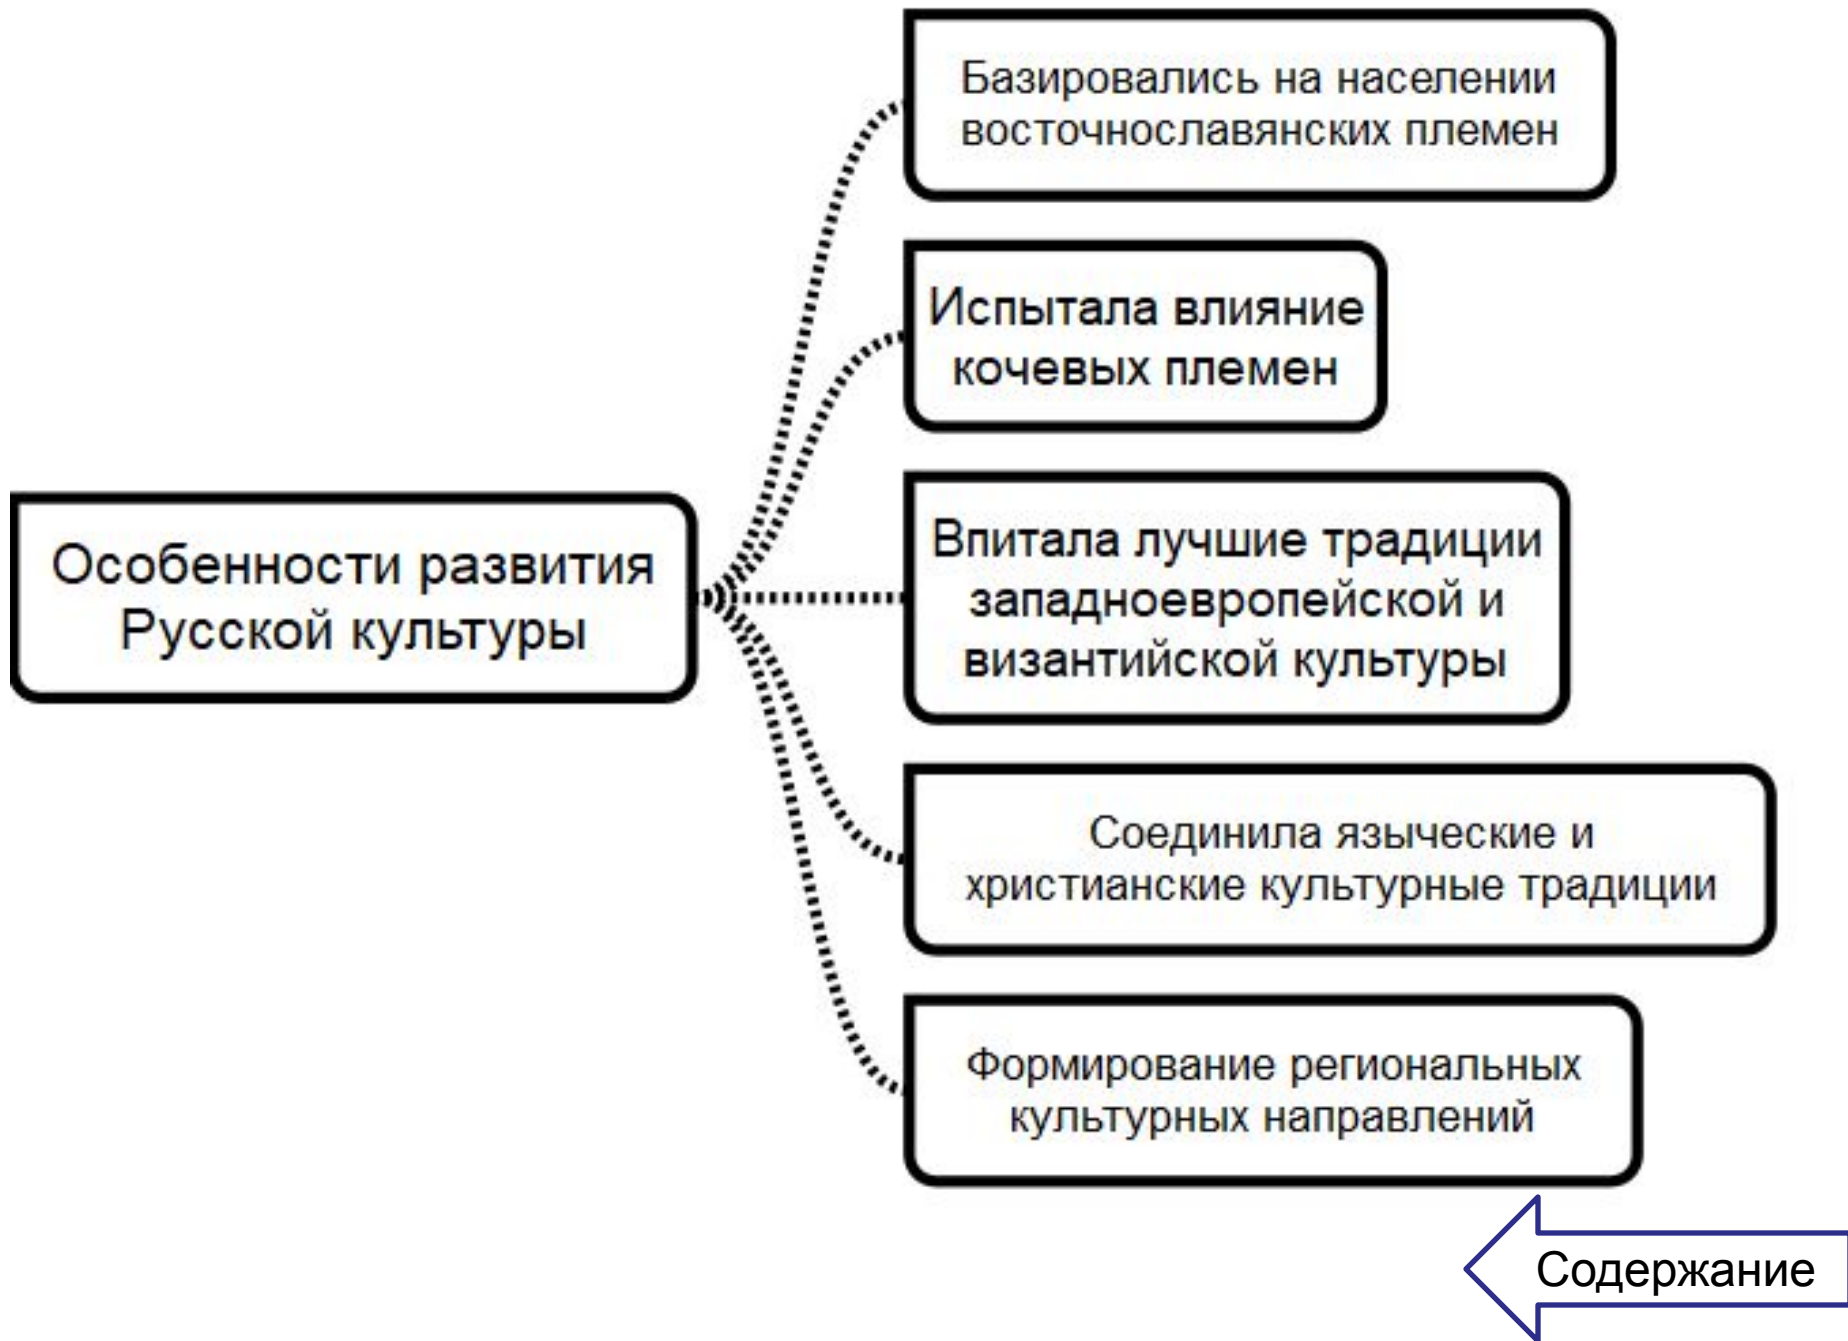 Базировались на населении
восточнославянских племен
Испытала влияние
кочевых племен
Особенности развития
Русской культуры
Впитала лучшие традиции
западноевропейской и
византийской культуры
Соединила языческие и
христианские культурные традиции
Формирование региональных
культурных направлений
Содержание